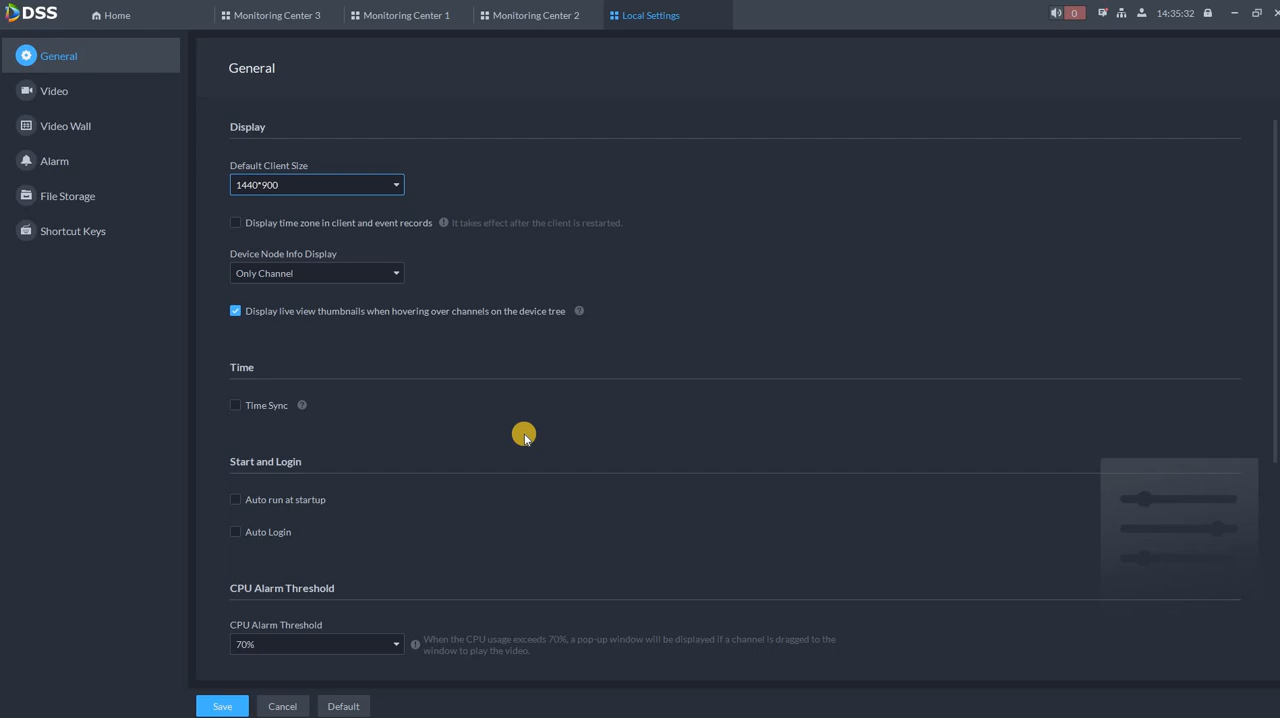 DSS
Home
Monitoring Center 3
Monitoring Center 1
Monitoring Center 2
Local Settings
0
14:35:32
General
Video
Video Wall
Alarm
File Storage
Shortcut Keys
General
Display
Default Client Size
1440*900
Display time zone in client and event records
It takes effect after the client is restarted.
Device Node Info Display
Only Channel
Display live view thumbnails when hovering over channels on the device tree
Time
Time Sync
Start and Login
Auto run at startup
Auto Login
CPU Alarm Threshold
CPU Alarm Threshold
70%
When the CPU usage exceeds 70%, a pop-up window will be displayed if a channel is dragged to the
window to play the video.
Save
Cancel
Default